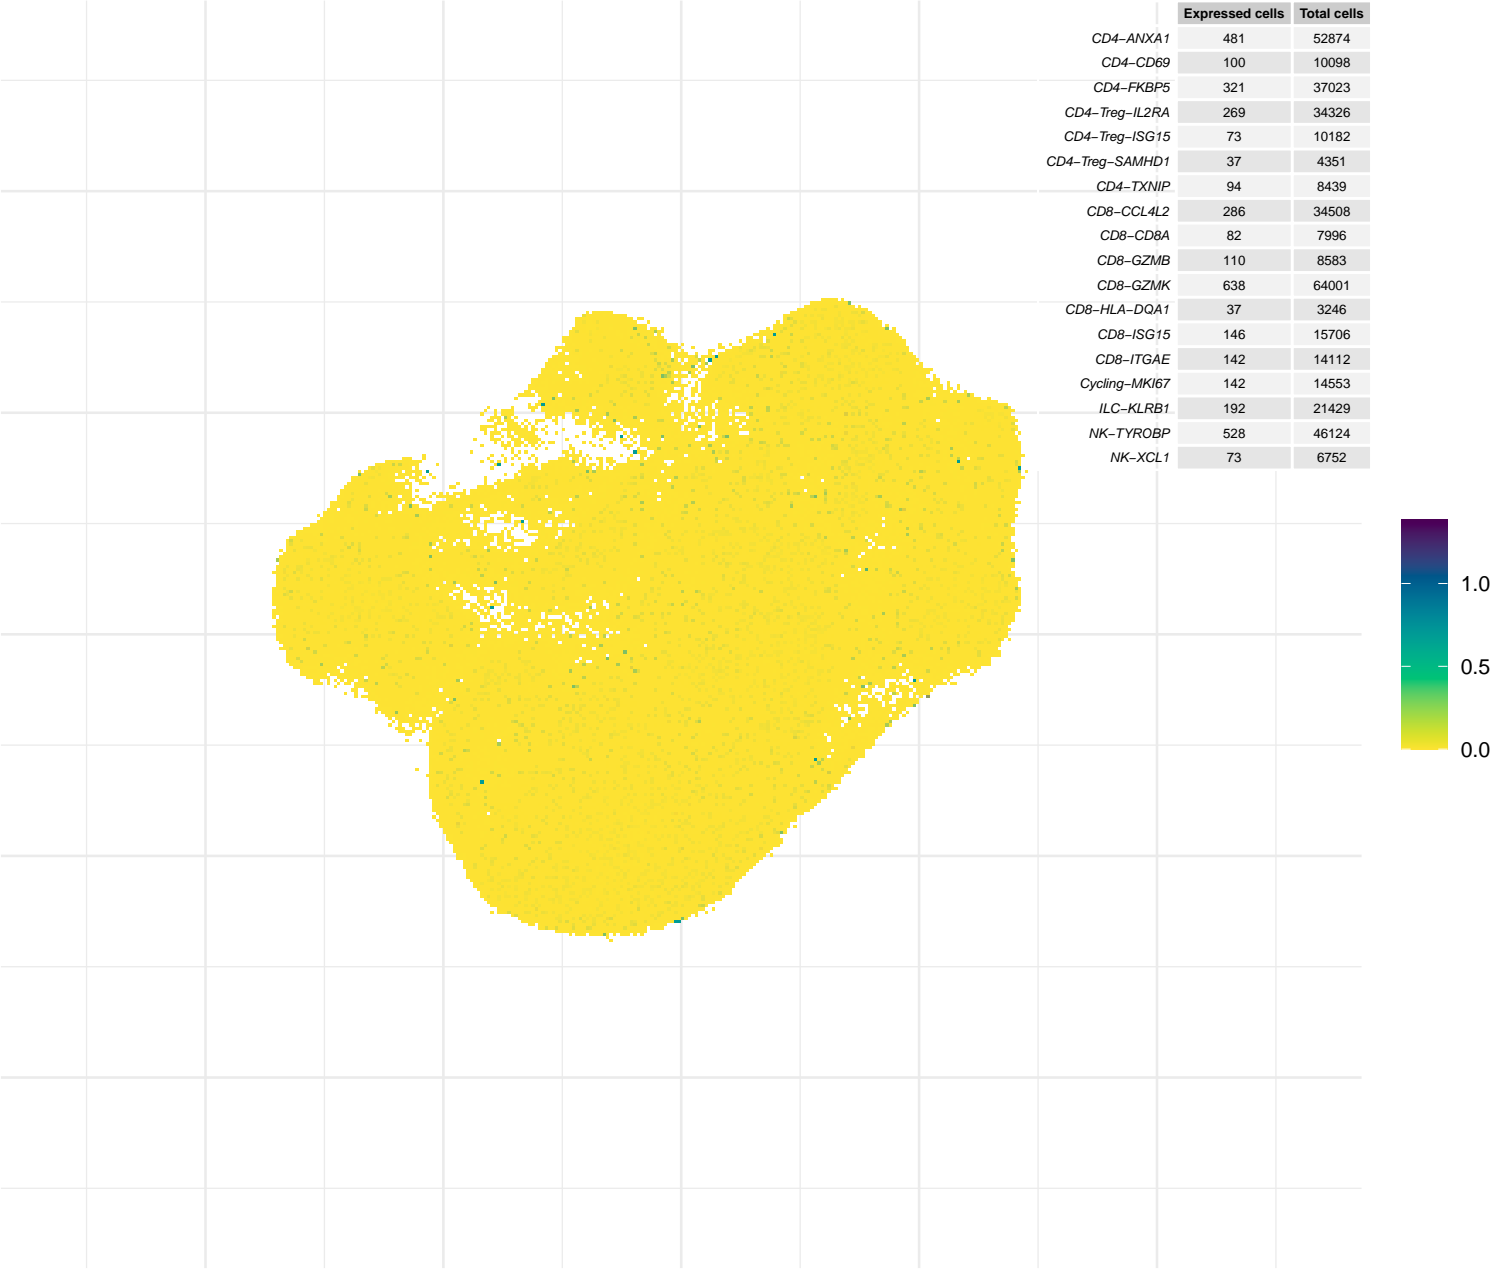 Expressed cells Total cells
CD4−ANXA1 481 52874
CD4−CD69 100 10098
CD4−FKBP5 321 37023
CD4−Treg−IL2RA 269 34326
CD4−Treg−ISG15 73 10182
CD4−Treg−SAMHD1 37 4351
CD4−TXNIP 94 8439
CD8−CCL4L2 286 34508
CD8−CD8A 82 7996
CD8−GZMB 110 8583
CD8−GZMK 638 64001
CD8−HLA−DQA1 37 3246
CD8−ISG15 146 15706
CD8−ITGAE 142 14112
Cycling−MKI67 142 14553
ILC−KLRB1 192 21429
NK−TYROBP 528 46124
NK−XCL1 73 6752
1.0
0.5
0.0